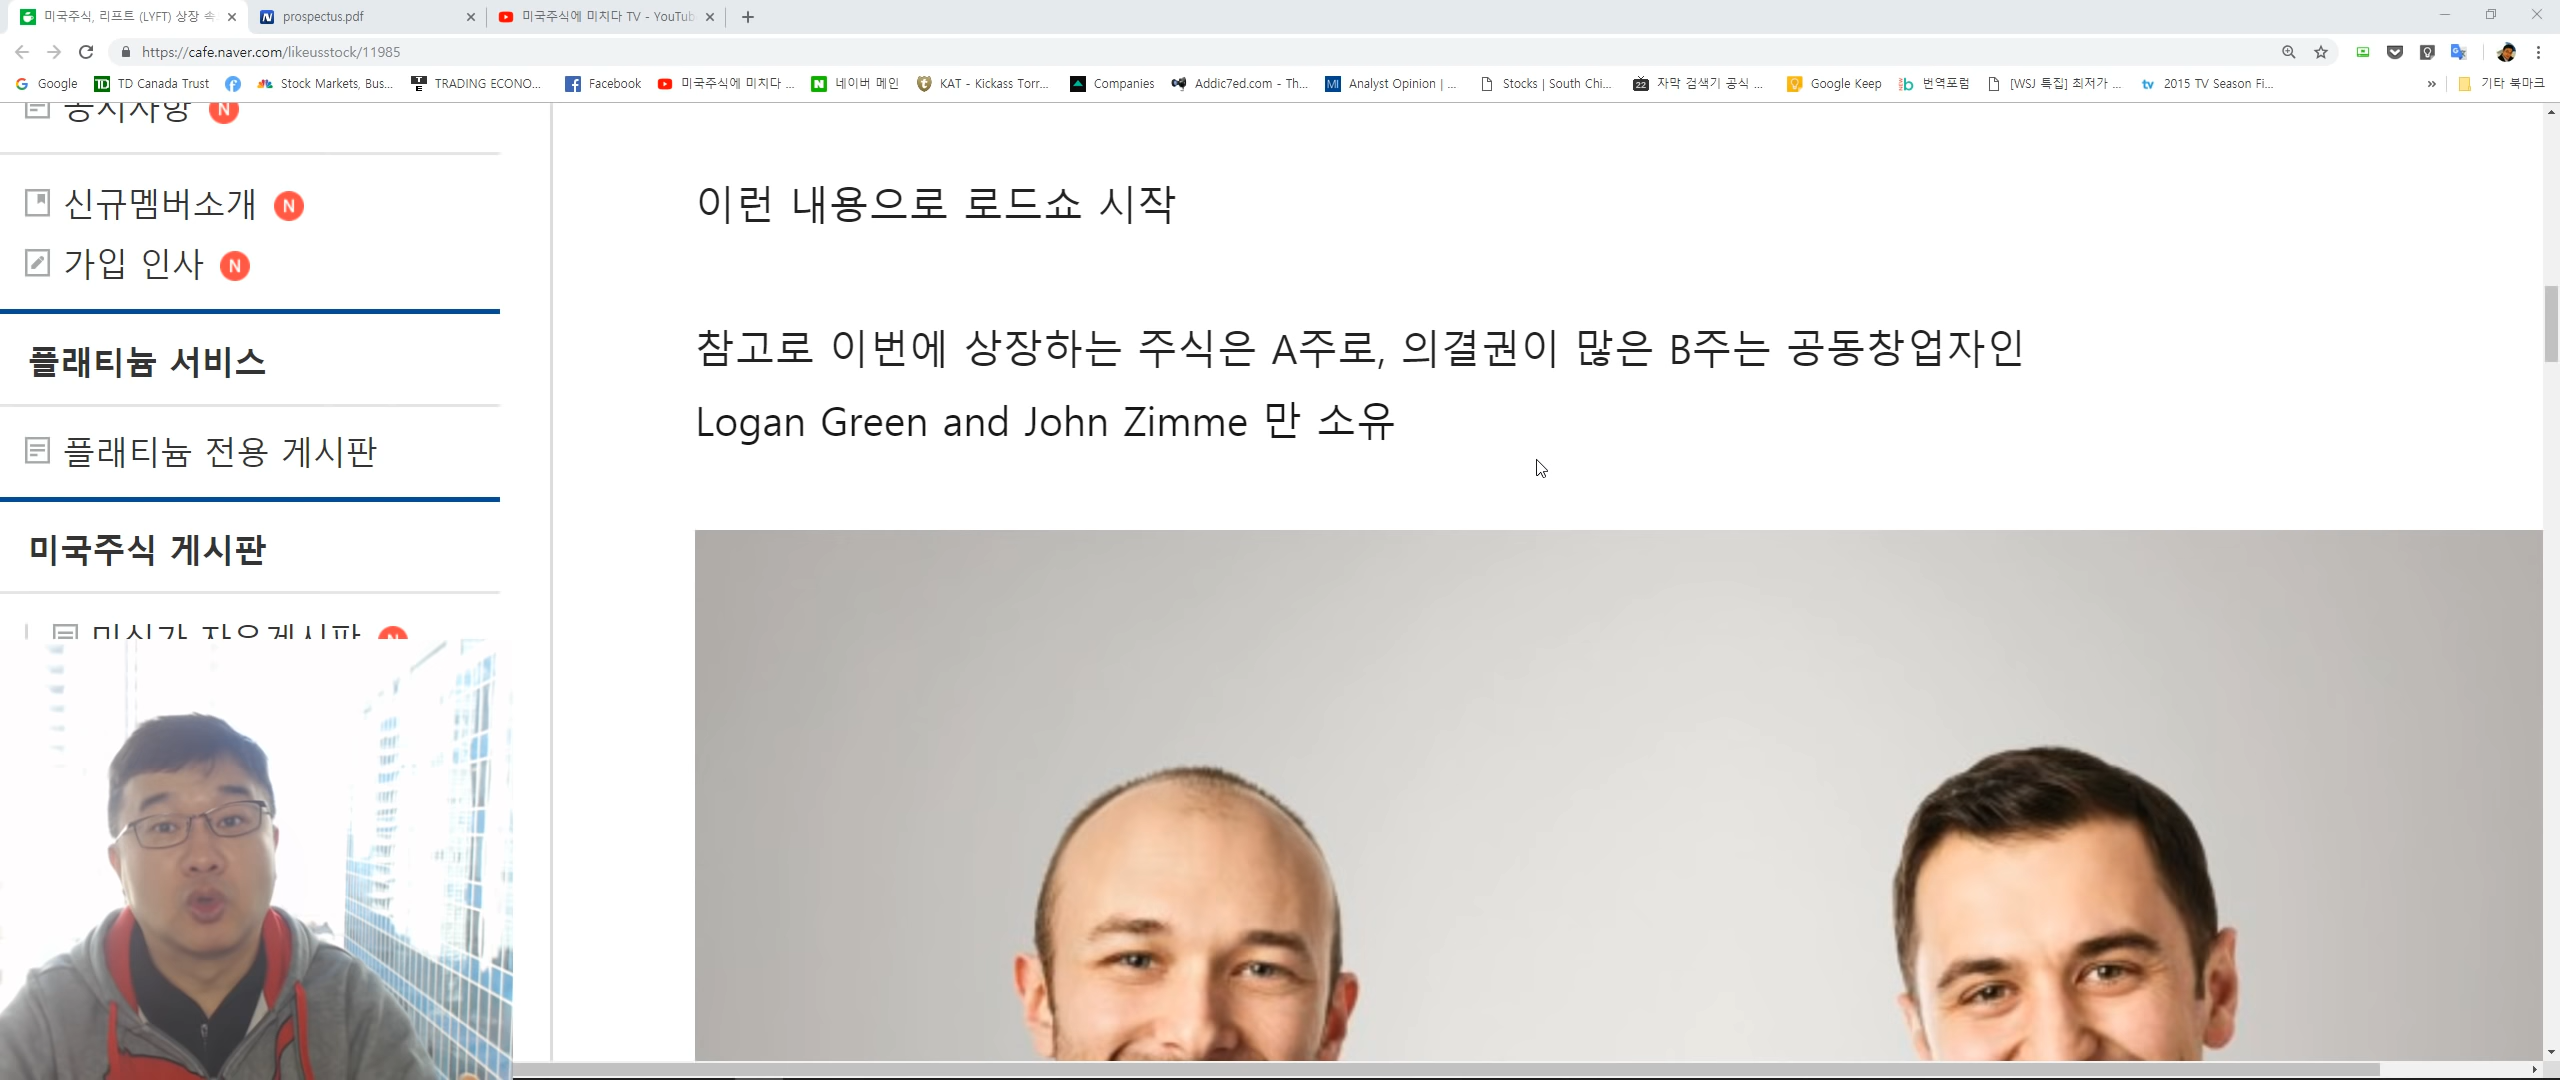 미국주식, 리프트 (LYFT) 상장 속
prospectus.pdf
미국주식에 미치다 TV - YouTub
https://cafe.naver.com/likeusstock/11985
Google
TD Canada Trust
Stock Markets, Bus...
TRADING ECONO...
Facebook
미국주식에 미치다 ...
네이버 메인
KAT - Kickass Torr...
Companies
Addic7ed.com - Th...
Analyst Opinion | ...
Stocks | South Chi...
자막 검색기 공식 ...
Google Keep
번역포럼
[WSJ 특집] 최저가 ...
2015 TV Season Fi...
기타 북마크
공지사항 N
신규멤버소개 N
가입 인사 N
플래티늄 서비스
플래티늄 전용 게시판
미국주식 게시판
이런 내용으로 로드쇼 시작
참고로 이번에 상장하는 주식은 A주로, 의결권이 많은 B주는 공동창업자인
Logan Green and John Zimme 만 소유